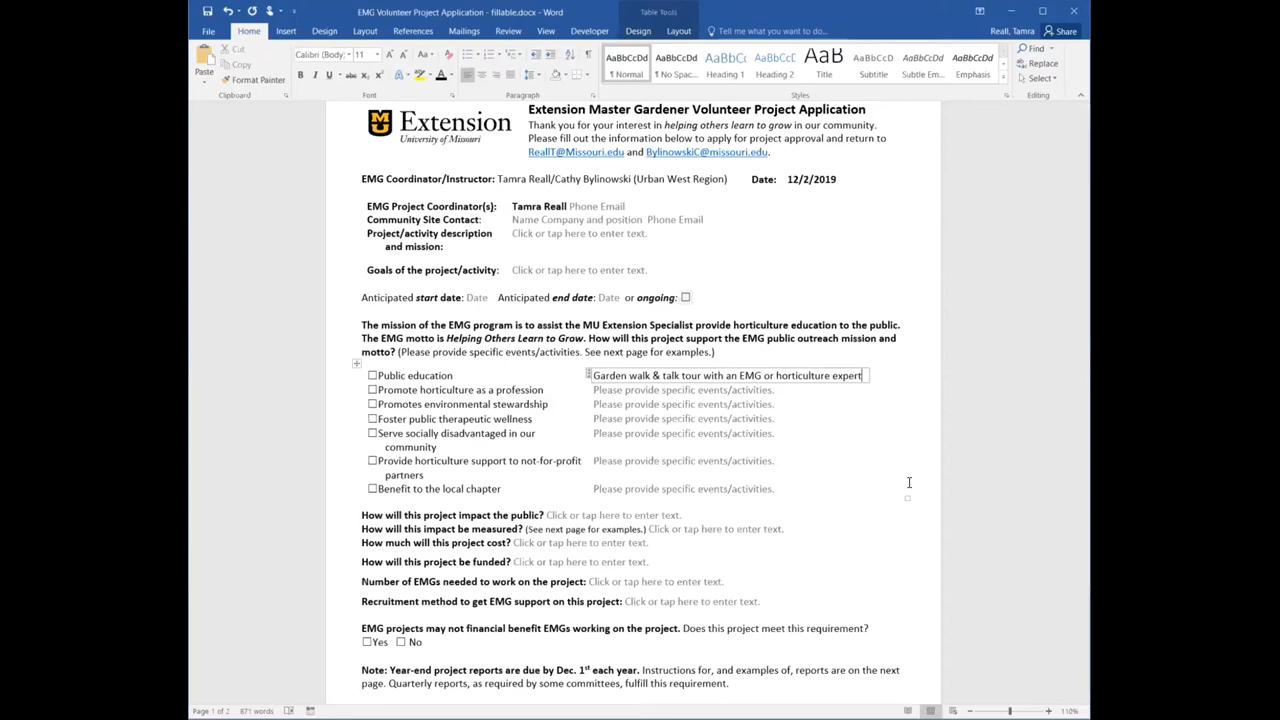 EMG Volunteer Project Application - fillable.docx - Word
Table Tools
File Home Insert Design Layout References Mailings Review View Developer Design Layout Tell me what you want to do... Reall, Tamra Share
Cut
Copy
Format Painter
Paste
Calibri (Body) 11
AaBbCcDd AaBbCcDd AaBbCc AaBbCcC AaB AaBbCcD AaBbCcDd AaBbCcDd
¶ Normal ¶ No Spac... Heading 1 Heading 2 Title Subtitle Subtle Em... Emphasis
Find
Replace
Select
Clipboard Font Paragraph Styles Editing
Extension
University of Missouri
Extension Master Gardener Volunteer Project Application
Thank you for your interest in helping others learn to grow in our community.
Please fill out the information below to apply for project approval and return to
ReallT@Missouri.edu and BylinowskiC@missouri.edu.
EMG Coordinator/Instructor: Tamra Reall/Cathy Bylinowski (Urban West Region) Date: 12/2/2019
EMG Project Coordinator(s): Tamra Reall Phone Email
Community Site Contact: Name Company and position Phone Email
Project/activity description Click or tap here to enter text.
and mission:
Goals of the project/activity: Click or tap here to enter text.
Anticipated start date: Date Anticipated end date: Date or ongoing: ☐
The mission of the EMG program is to assist the MU Extension Specialist provide horticulture education to the public.
The EMG motto is Helping Others Learn to Grow. How will this project support the EMG public outreach mission and
motto? (Please provide specific events/activities. See next page for examples.)
☐Public education Garden walk & talk tour with an EMG or horticulture expert
☐Promote horticulture as a profession Please provide specific events/activities.
☐Promotes environmental stewardship Please provide specific events/activities.
☐Foster public therapeutic wellness Please provide specific events/activities.
☐Serve socially disadvantaged in our Please provide specific events/activities.
community
☐Provide horticulture support to not-for-profit Please provide specific events/activities.
partners
☐Benefit to the local chapter Please provide specific events/activities.
How will this project impact the public? Click or tap here to enter text.
How will this impact be measured? (See next page for examples.) Click or tap here to enter text.
How much will this project cost? Click or tap here to enter text.
How will this project be funded? Click or tap here to enter text.
Number of EMGs needed to work on the project: Click or tap here to enter text.
Recruitment method to get EMG support on this project: Click or tap here to enter text.
EMG projects may not financial benefit EMGs working on the project. Does this project meet this requirement?
☐Yes ☐ No
Note: Year-end project reports are due by Dec. 1st each year. Instructions for, and examples of, reports are on the next
page. Quarterly reports, as required by some committees, fulfill this requirement.
Page 1 of 2 871 words 110%